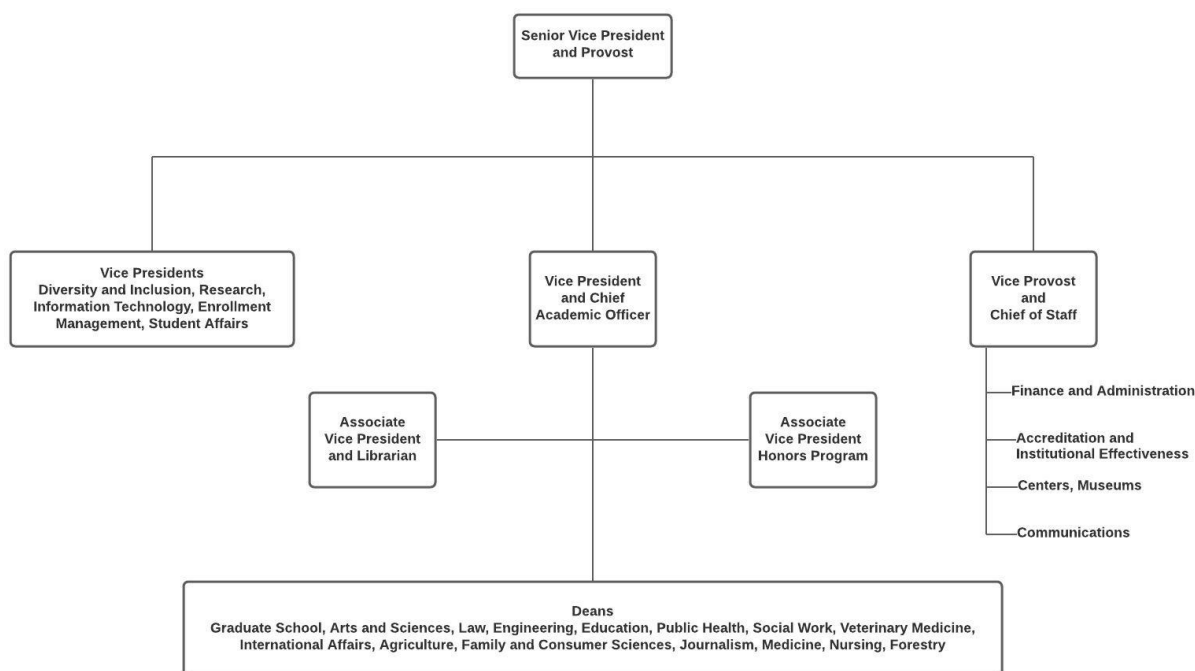 Senior Vice President
and Provost
Vice Presidents
Diversity and Inclusion, Research,
Information Technology, Enrollment
Management, Student Affairs
Vice President
and Chief
Academic Officer
Vice Provost
and
Chief of Staff
Associate
Vice President
and Librarian
Associate
Vice President
Honors Program
Finance and Administration
Accreditation and
Institutional Effectiveness
Centers, Museums
Communications
Deans
Graduate School, Arts and Sciences, Law, Engineering, Education, Public Health, Social Work, Veterinary Medicine,
International Affairs, Agriculture, Family and Consumer Sciences, Journalism, Medicine, Nursing, Forestry